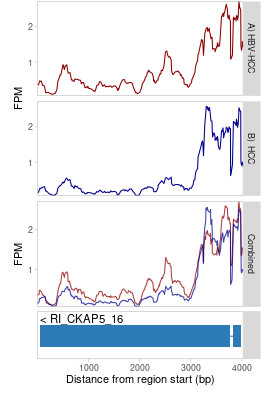 2
1
A) HBV-HCC
FPM
2
1
B) HCC
FPM
2
1
Combined
< RI_CKAP5_16
1000 2000 3000 4000
Distance from region start (bp)